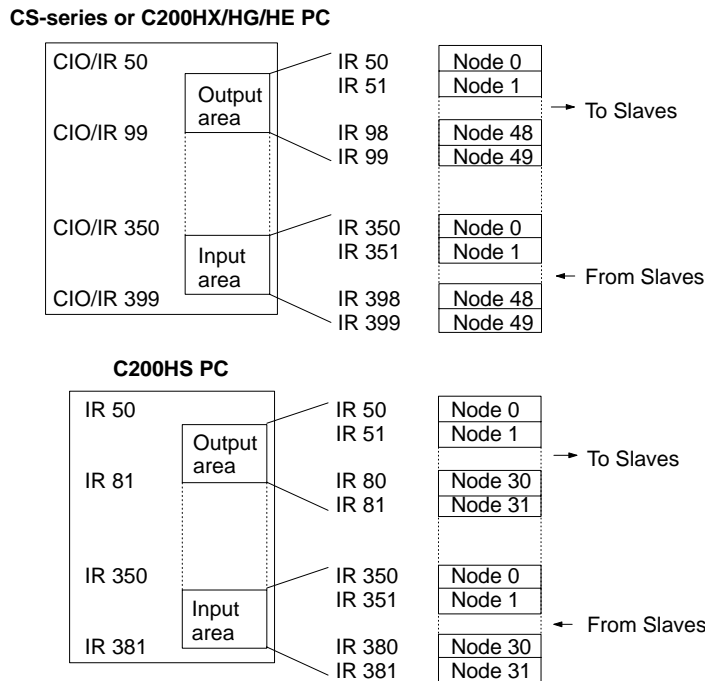 CS-series or C200HX/HG/HE PC
CIO/IR 50
Output
area
CIO/IR 99
CIO/IR 350
Input
area
CIO/IR 399
IR 50
IR 51
IR 98
IR 99
IR 350
IR 351
IR 398
IR 399
Node 0
Node 1
To Slaves
Node 48
Node 49
Node 0
Node 1
From Slaves
Node 48
Node 49
C200HS PC
IR 50
Output
area
IR 81
IR 350
Input
area
IR 381
IR 50
IR 51
IR 80
IR 81
IR 350
IR 351
IR 380
IR 381
Node 0
Node 1
To Slaves
Node 30
Node 31
Node 0
Node 1
From Slaves
Node 30
Node 31